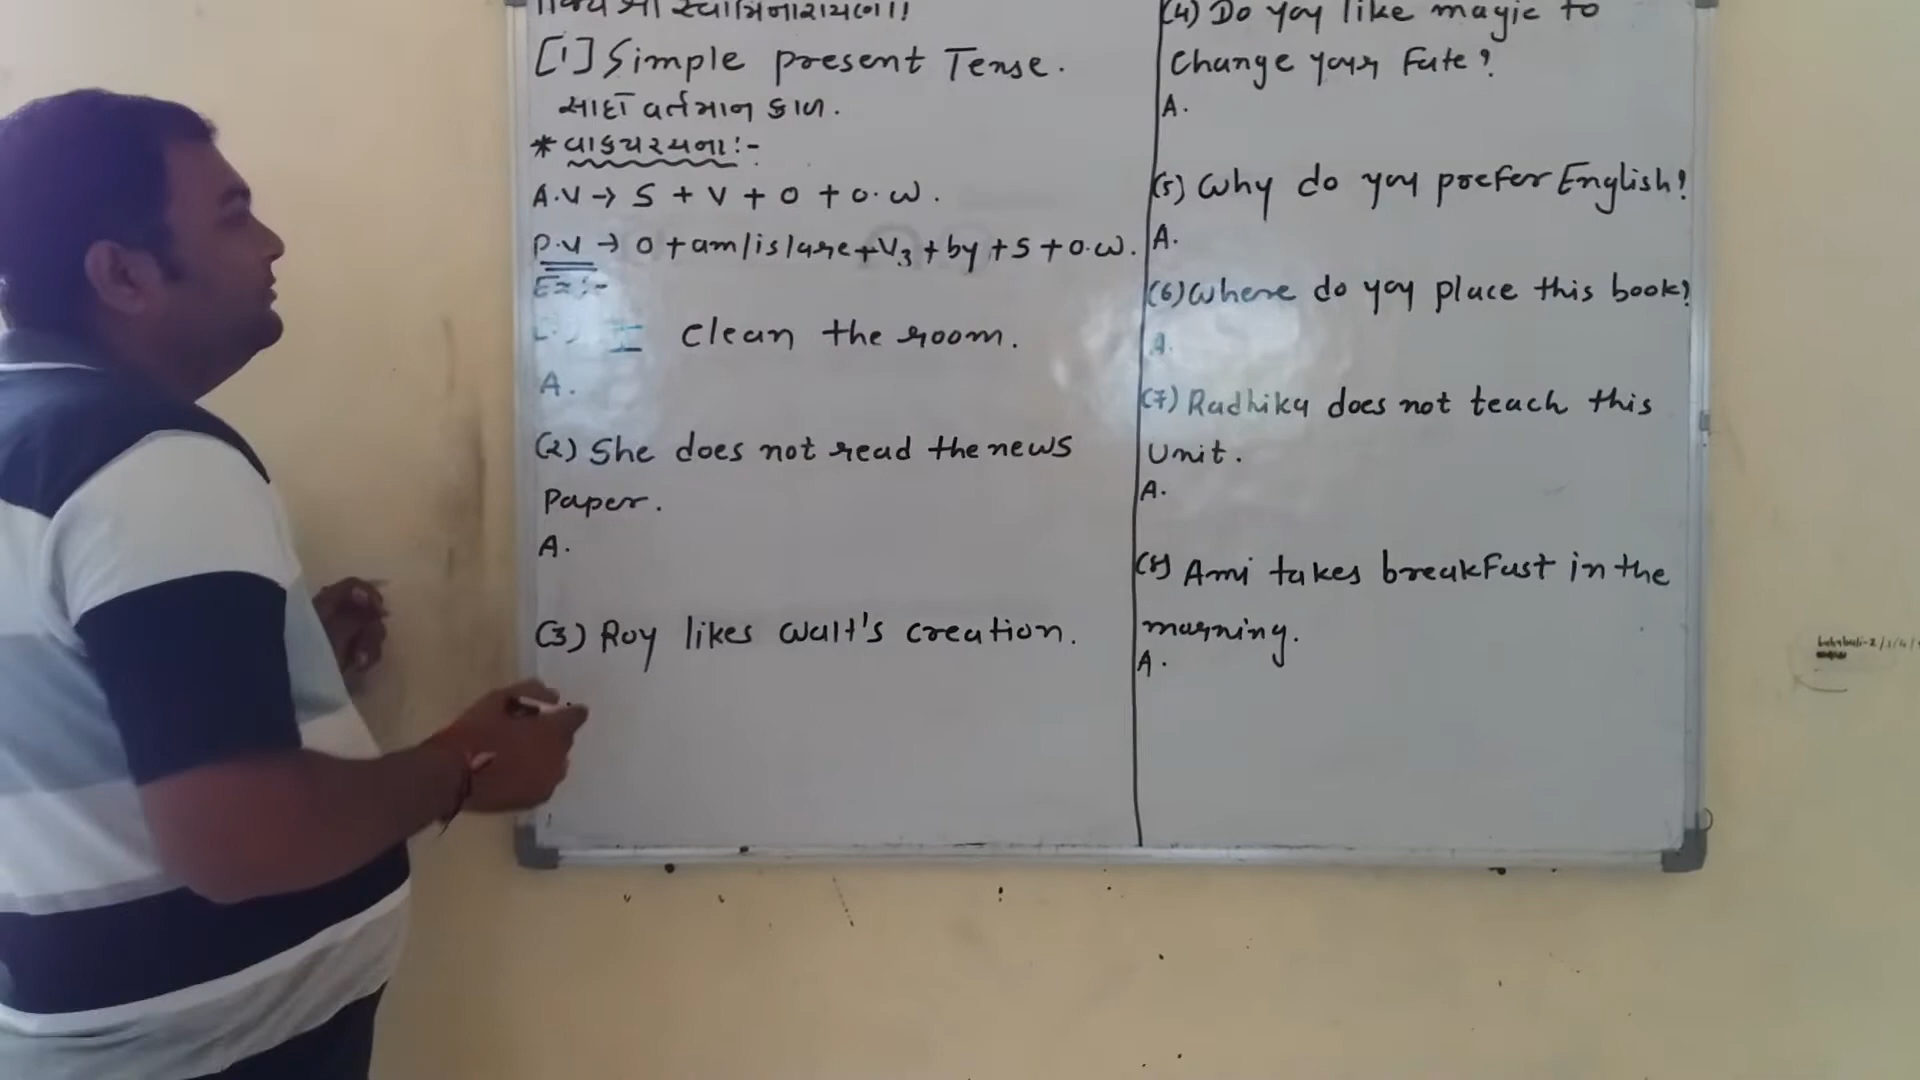 સ્વામિનારાયણ!!
[1] Simple present Tense.
સાદો વર્તમાન કાળ.
* વાક્યરચના:-
A.V → S + V + O + O.W.
P.V → O + am/is/are + V3 + by + S + O.W.
Ex:-
I clean the room.
A.
(2) She does not read the news
Paper.
A.
(3) Roy likes Walt's creation.
(4) Do you like magic to
Change your Fate?
A.
(5) Why do you prefer English?
A.
(6) Where do you place this book?
A.
(7) Radhika does not teach this
Unit.
A.
(8) Ami takes breakfast in the
morning.
A.